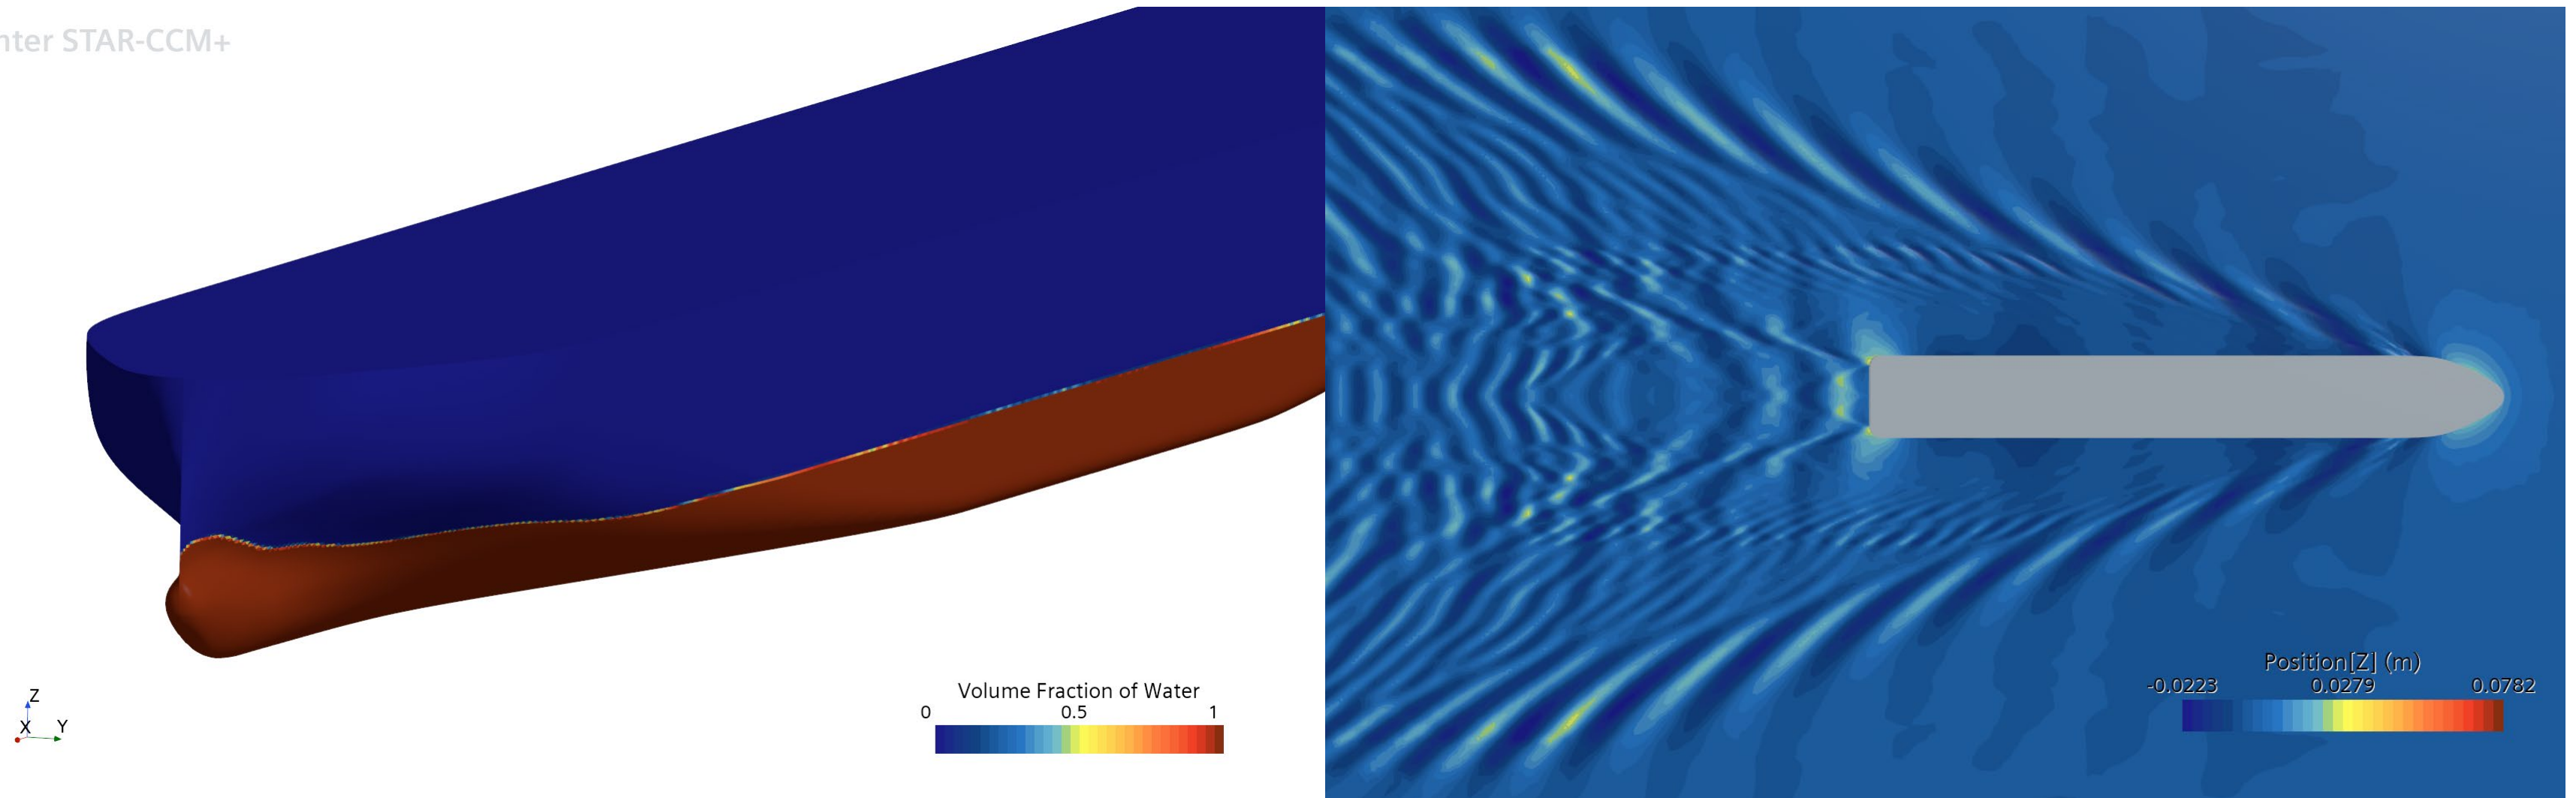 nter STAR-CCM+
Z
X Y
Volume Fraction of Water
0 0.5 1
Position[Z] (m)
-0.0223 0.0279 0.0782